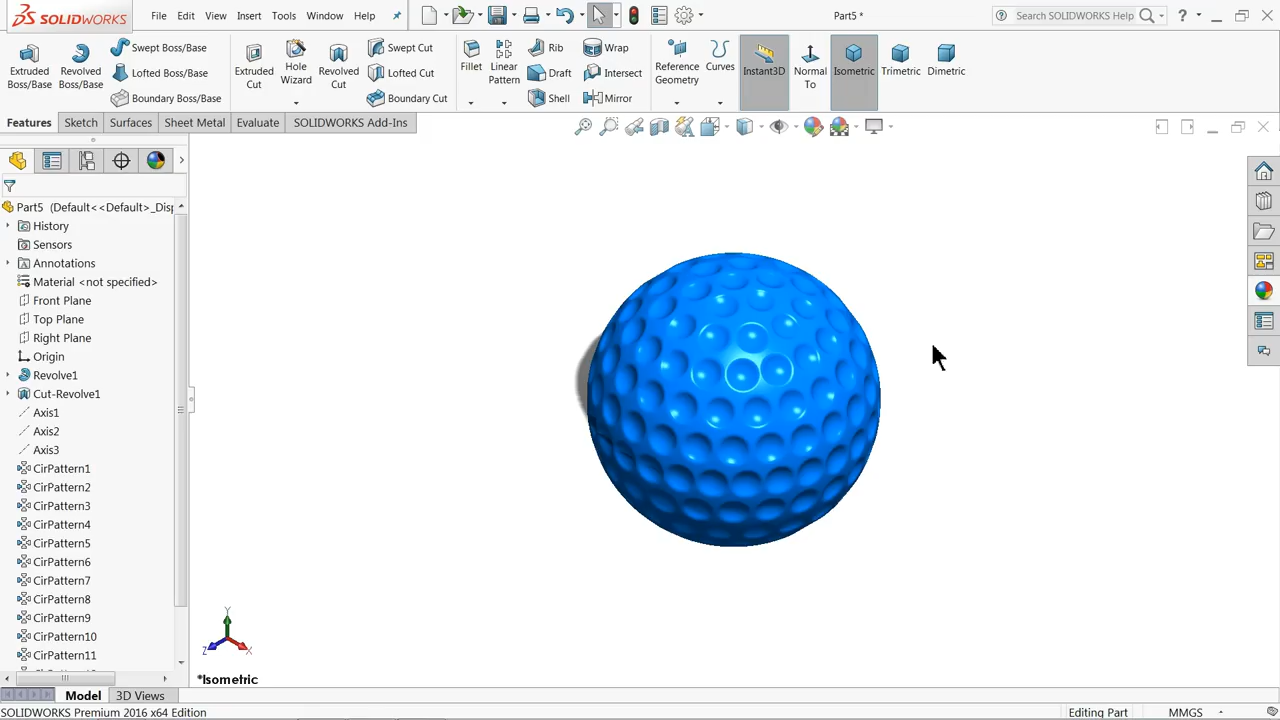 SOLIDWORKS File Edit View Insert Tools Window Help Part5 * Search SOLIDWORKS Help ?
Extruded Boss/Base
Revolved Boss/Base
Swept Boss/Base
Lofted Boss/Base
Boundary Boss/Base
Extruded Cut
Hole Wizard
Revolved Cut
Swept Cut
Lofted Cut
Boundary Cut
Fillet
Linear Pattern
Rib
Draft
Shell
Wrap
Intersect
Mirror
Reference Geometry
Curves
Instant3D
Normal To
Isometric
Trimetric
Dimetric
Features Sketch Surfaces Sheet Metal Evaluate SOLIDWORKS Add-Ins
Part5 (Default<<Default>_Disp
History
Sensors
Annotations
Material <not specified>
Front Plane
Top Plane
Right Plane
Origin
Revolve1
Cut-Revolve1
Axis1
Axis2
Axis3
CirPattern1
CirPattern2
CirPattern3
CirPattern4
CirPattern5
CirPattern6
CirPattern7
CirPattern8
CirPattern9
CirPattern10
CirPattern11
Y
Z X
*Isometric
Model 3D Views
SOLIDWORKS Premium 2016 x64 Edition Editing Part MMGS